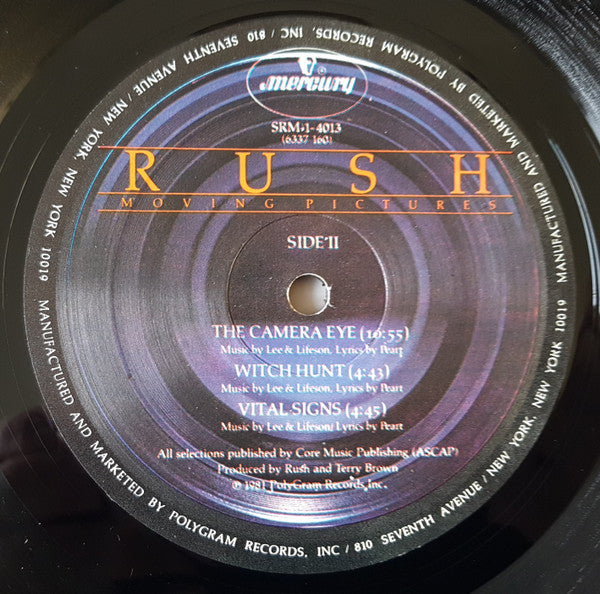 mercury
SRM-1-4013
(6337 160)
RUSH
MOVING PICTURES
SIDE II
THE CAMERA EYE (10:55)
Music by Lee & Lifeson, Lyrics by Peart
WITCH HUNT (4:43)
Music by Lee & Lifeson, Lyrics by Peart
VITAL SIGNS (4:45)
Music by Lee & Lifeson/ Lyrics by Peart
All selections published by Core Music Publishing (ASCAP)
Produced by Rush and Terry Brown
℗ 1981 PolyGram Records, Inc.
MANUFACTURED AND MARKETED BY POLYGRAM RECORDS, INC / 810 SEVENTH AVENUE / NEW YORK, NEW YORK 10019
MANUFACTURED AND MARKETED BY POLYGRAM RECORDS, INC / 810 SEVENTH AVENUE / NEW YORK, NEW YORK 10019